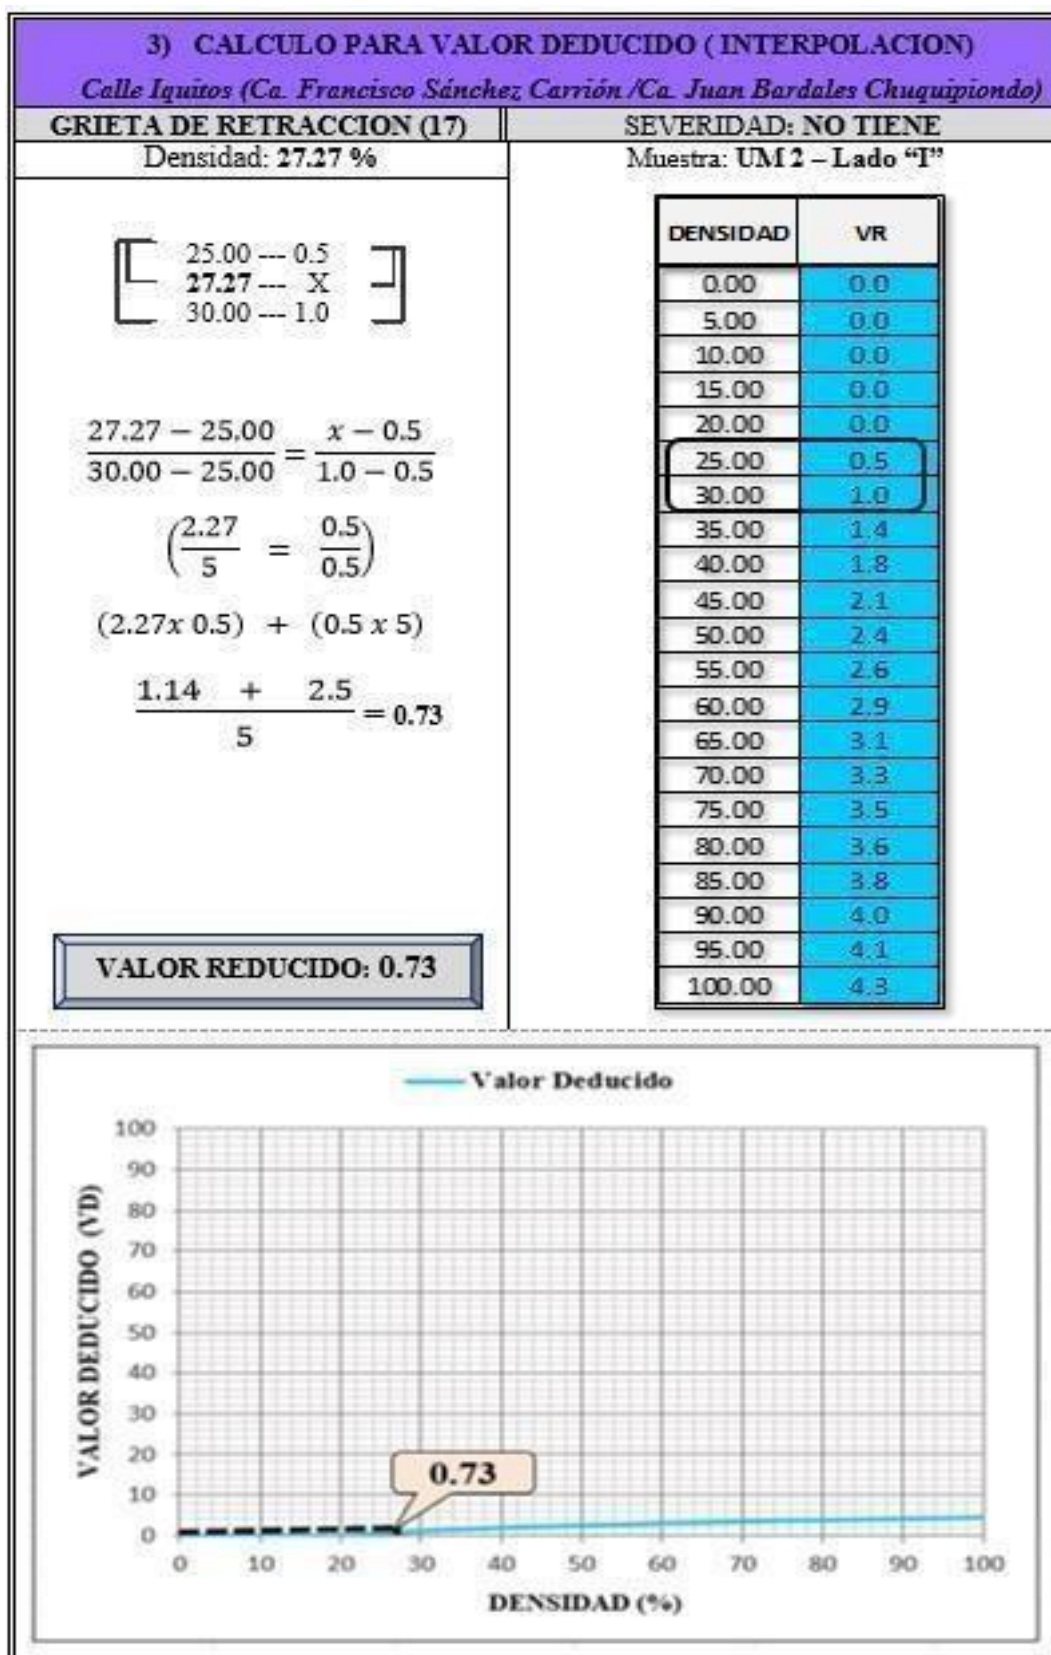 3) CALCULO PARA VALOR DEDUCIDO ( INTERPOLACION)
Calle Iquitos (Ca. Francisco Sánchez Carrión /Ca. Juan Bardales Chuquipiondo)
GRIETA DE RETRACCION (17)
SEVERIDAD: NO TIENE
Densidad: 27.27 %
Muestra: UM 2 – Lado “I”
25.00 --- 0.5
27.27 --- X
30.00 --- 1.0
27.27 − 25.00 / 30.00 − 25.00 = x − 0.5 / 1.0 − 0.5
(2.27 / 5 = 0.5 / 0.5)
(2.27x 0.5) + (0.5 x 5)
1.14 + 2.5 / 5 = 0.73
VALOR REDUCIDO: 0.73
DENSIDAD VR
0.00 0.0
5.00 0.0
10.00 0.0
15.00 0.0
20.00 0.0
25.00 0.5
30.00 1.0
35.00 1.4
40.00 1.8
45.00 2.1
50.00 2.4
55.00 2.6
60.00 2.9
65.00 3.1
70.00 3.3
75.00 3.5
80.00 3.6
85.00 3.8
90.00 4.0
95.00 4.1
100.00 4.3
Valor Deducido
VALOR DEDUCIDO (VD)
100
90
80
70
60
50
40
30
20
10
0
0.73
0 10 20 30 40 50 60 70 80 90 100
DENSIDAD (%)